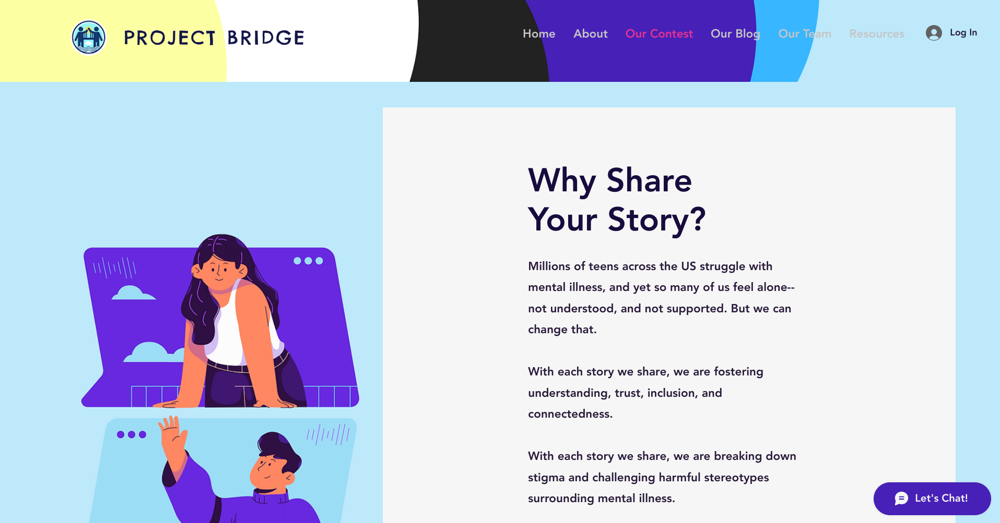 PROJECT BRIDGE
Home About Our Contest Our Blog Our Team Resources Log In
Why Share
Your Story?
Millions of teens across the US struggle with
mental illness, and yet so many of us feel alone--
not understood, and not supported. But we can
change that.
With each story we share, we are fostering
understanding, trust, inclusion, and
connectedness.
With each story we share, we are breaking down
stigma and challenging harmful stereotypes
surrounding mental illness.
Let's Chat!